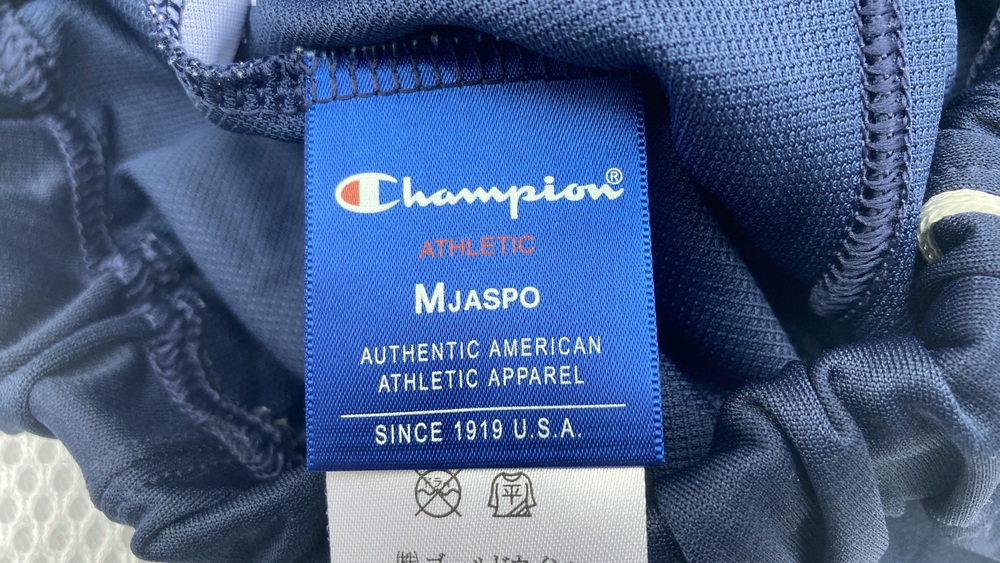 Champion®
ATHLETIC
MJASPO
AUTHENTIC AMERICAN
ATHLETIC APPAREL
SINCE 1919 U.S.A.
平